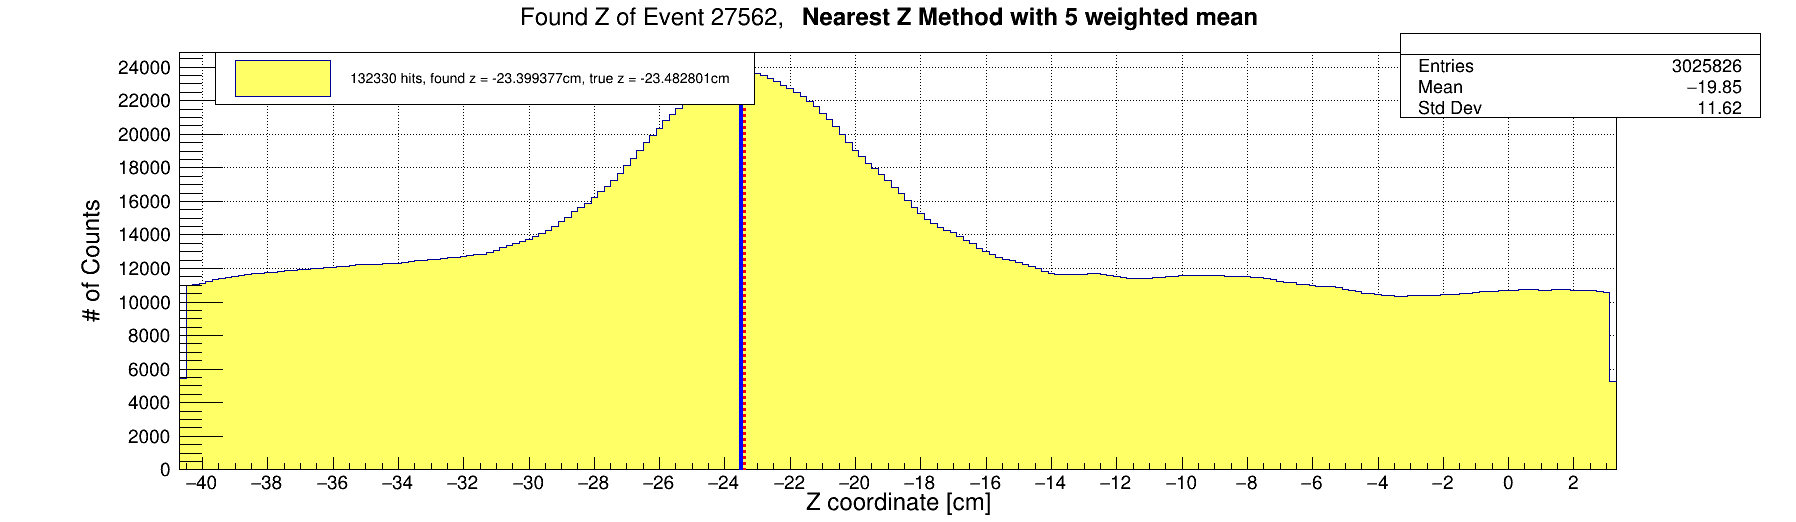 Found Z of Event 27562, Nearest Z Method with 5 weighted mean
132330 hits, found z = -23.399377cm, true z = -23.482801cm
Entries 3025826
Mean −19.85
Std Dev 11.62
# of Counts
24000
22000
20000
18000
16000
14000
12000
10000
8000
6000
4000
2000
0
−40 −38 −36 −34 −32 −30 −28 −26 −24 −22 −20 −18 −16 −14 −12 −10 −8 −6 −4 −2 0 2
Z coordinate [cm]